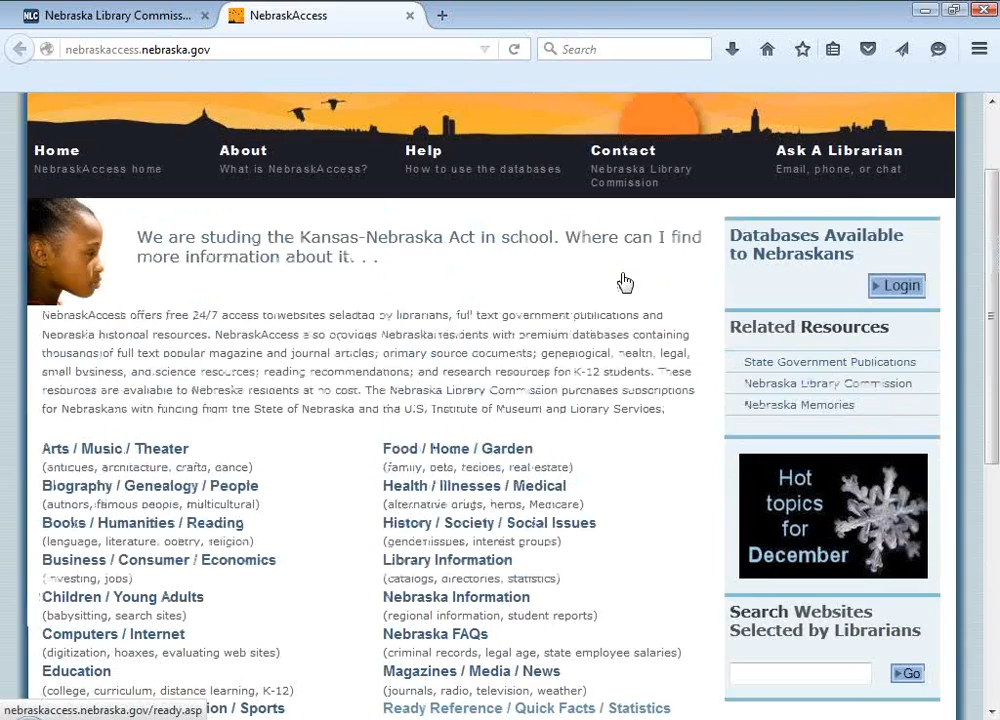 Nebraska Library Commiss...
NebraskAccess
nebraskaccess.nebraska.gov
Search
Home
NebraskAccess home
About
What is NebraskAccess?
Help
How to use the databases
Contact
Nebraska Library
Commission
Ask A Librarian
Email, phone, or chat
We are studing the Kansas-Nebraska Act in school. Where can I find
more information about it. . .
NebraskAccess offers free 24/7 access to websites selected by librarians, full text government publications and
Nebraska historical resources. NebraskAccess also provides Nebraska residents with premium databases containing
thousands of full text popular magazine and journal articles; primary source documents; genealogical, health, legal,
small business, and science resources; reading recommendations; and research resources for K-12 students. These
resources are available to Nebraska residents at no cost. The Nebraska Library Commission purchases subscriptions
for Nebraskans with funding from the State of Nebraska and the U.S. Institute of Museum and Library Services.
Arts / Music / Theater
(antiques, architecture, crafts, dance)
Biography / Genealogy / People
(authors, famous people, multicultural)
Books / Humanities / Reading
(language, literature, poetry, religion)
Business / Consumer / Economics
(investing, jobs)
Children / Young Adults
(babysitting, search sites)
Computers / Internet
(digitization, hoaxes, evaluating web sites)
Education
(college, curriculum, distance learning, K-12)
ion / Sports
Food / Home / Garden
(family, pets, recipes, real estate)
Health / Illnesses / Medical
(alternative drugs, herbs, Medicare)
History / Society / Social Issues
(gender issues, interest groups)
Library Information
(catalogs, directories, statistics)
Nebraska Information
(regional information, student reports)
Nebraska FAQs
(criminal records, legal age, state employee salaries)
Magazines / Media / News
(journals, radio, television, weather)
Ready Reference / Quick Facts / Statistics
Databases Available
to Nebraskans
Login
Related Resources
State Government Publications
Nebraska Library Commission
Nebraska Memories
Hot
topics
for
December
Search Websites
Selected by Librarians
Go
nebraskaccess.nebraska.gov/ready.asp